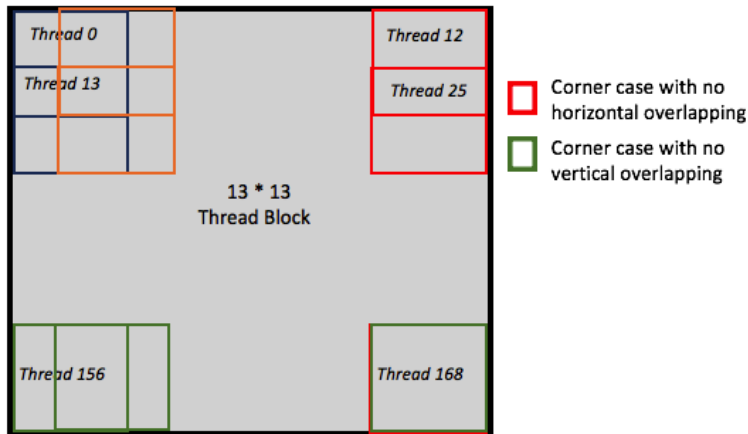 Thread 0
Thread 12
Thread 13
Thread 25
Corner case with no
horizontal overlapping
Corner case with no
vertical overlapping
13 * 13
Thread Block
Thread 156
Thread 168